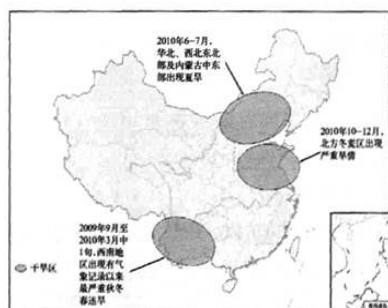 2010年6-7月,
华北、西北东北
部及内蒙古中东
部出现夏旱
2010年10-12月,
北方冬麦区出现
严重旱情
2009年9月至
2010年3月中
旬,西南地
区出现有气
象记录以来
最严重秋冬
春连旱
干旱区